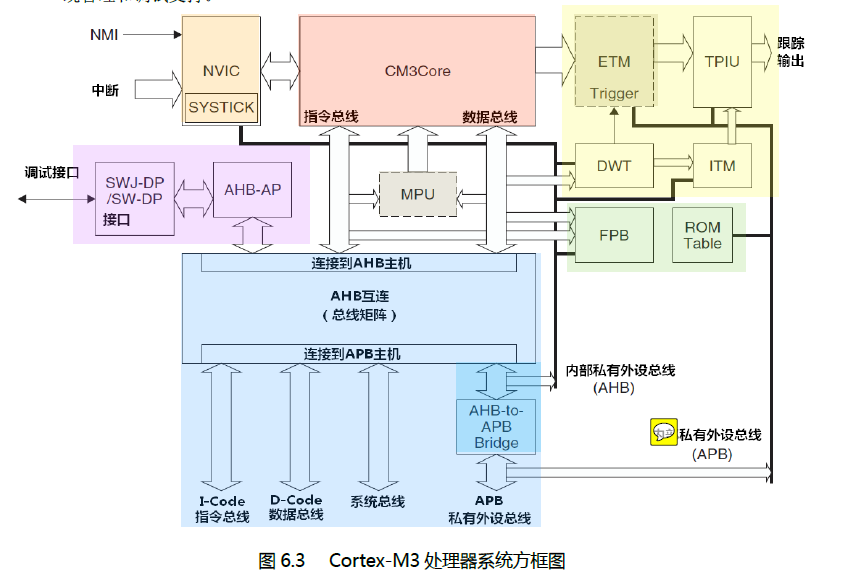 NMI
中断
NVIC
SYSTICK
CM3Core
指令总线
数据总线
ETM
Trigger
TPIU
跟踪
输出
DWT
ITM
MPU
调试接口
SWJ-DP
/SW-DP
接口
AHB-AP
FPB
ROM
Table
连接到AHB主机
AHB互连
（总线矩阵）
连接到APB主机
内部私有外设总线
(AHB)
AHB-to-
APB
Bridge
私有外设总线
(APB)
I-Code
指令总线
D-Code
数据总线
系统总线
APB
私有外设总线
图 6.3 Cortex-M3 处理器系统方框图